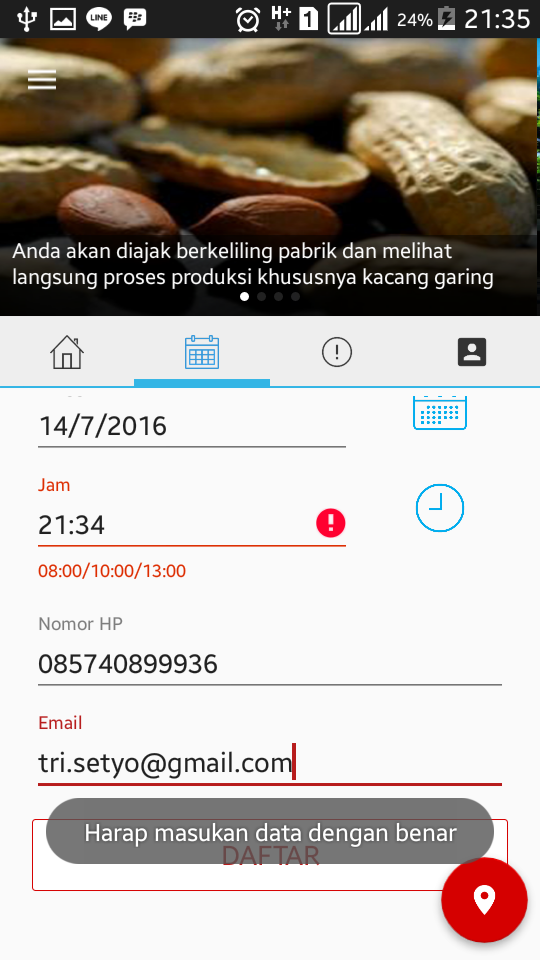 LINE
H+
1
24%
21:35
Anda akan diajak berkeliling pabrik dan melihat
langsung proses produksi khususnya kacang garing
14/7/2016
Jam
21:34
08:00/10:00/13:00
Nomor HP
085740899936
Email
tri.setyo@gmail.com
Harap masukan data dengan benar
DAFTAR